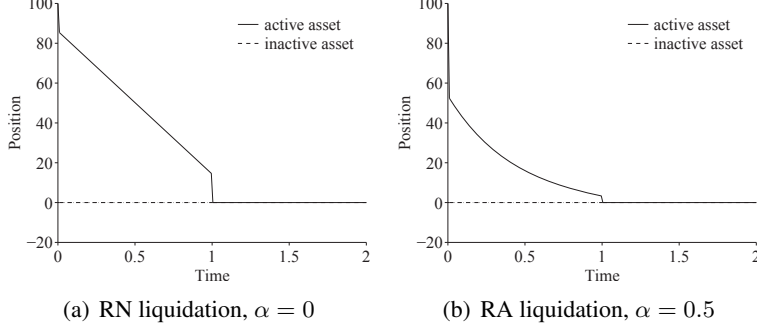 100
80
60
40
20
0
−20
Position
0
0.5
1
1.5
2
Time
active asset
inactive asset
(a) RN liquidation, α = 0
100
80
60
40
20
0
−20
Position
0
0.5
1
1.5
2
Time
active asset
inactive asset
(b) RA liquidation, α = 0.5